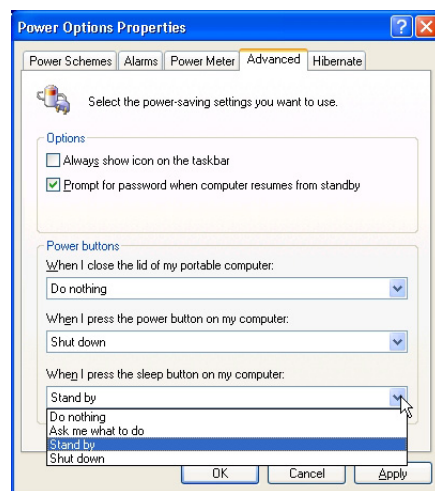 Power Options Properties
Power Schemes Alarms Power Meter Advanced Hibernate
Select the power-saving settings you want to use.
Options
Always show icon on the taskbar
Prompt for password when computer resumes from standby
Power buttons
When I close the lid of my portable computer:
Do nothing
When I press the power button on my computer:
Shut down
When I press the sleep button on my computer:
Stand by
Do nothing
Ask me what to do
Stand by
Shut down
OK Cancel Apply